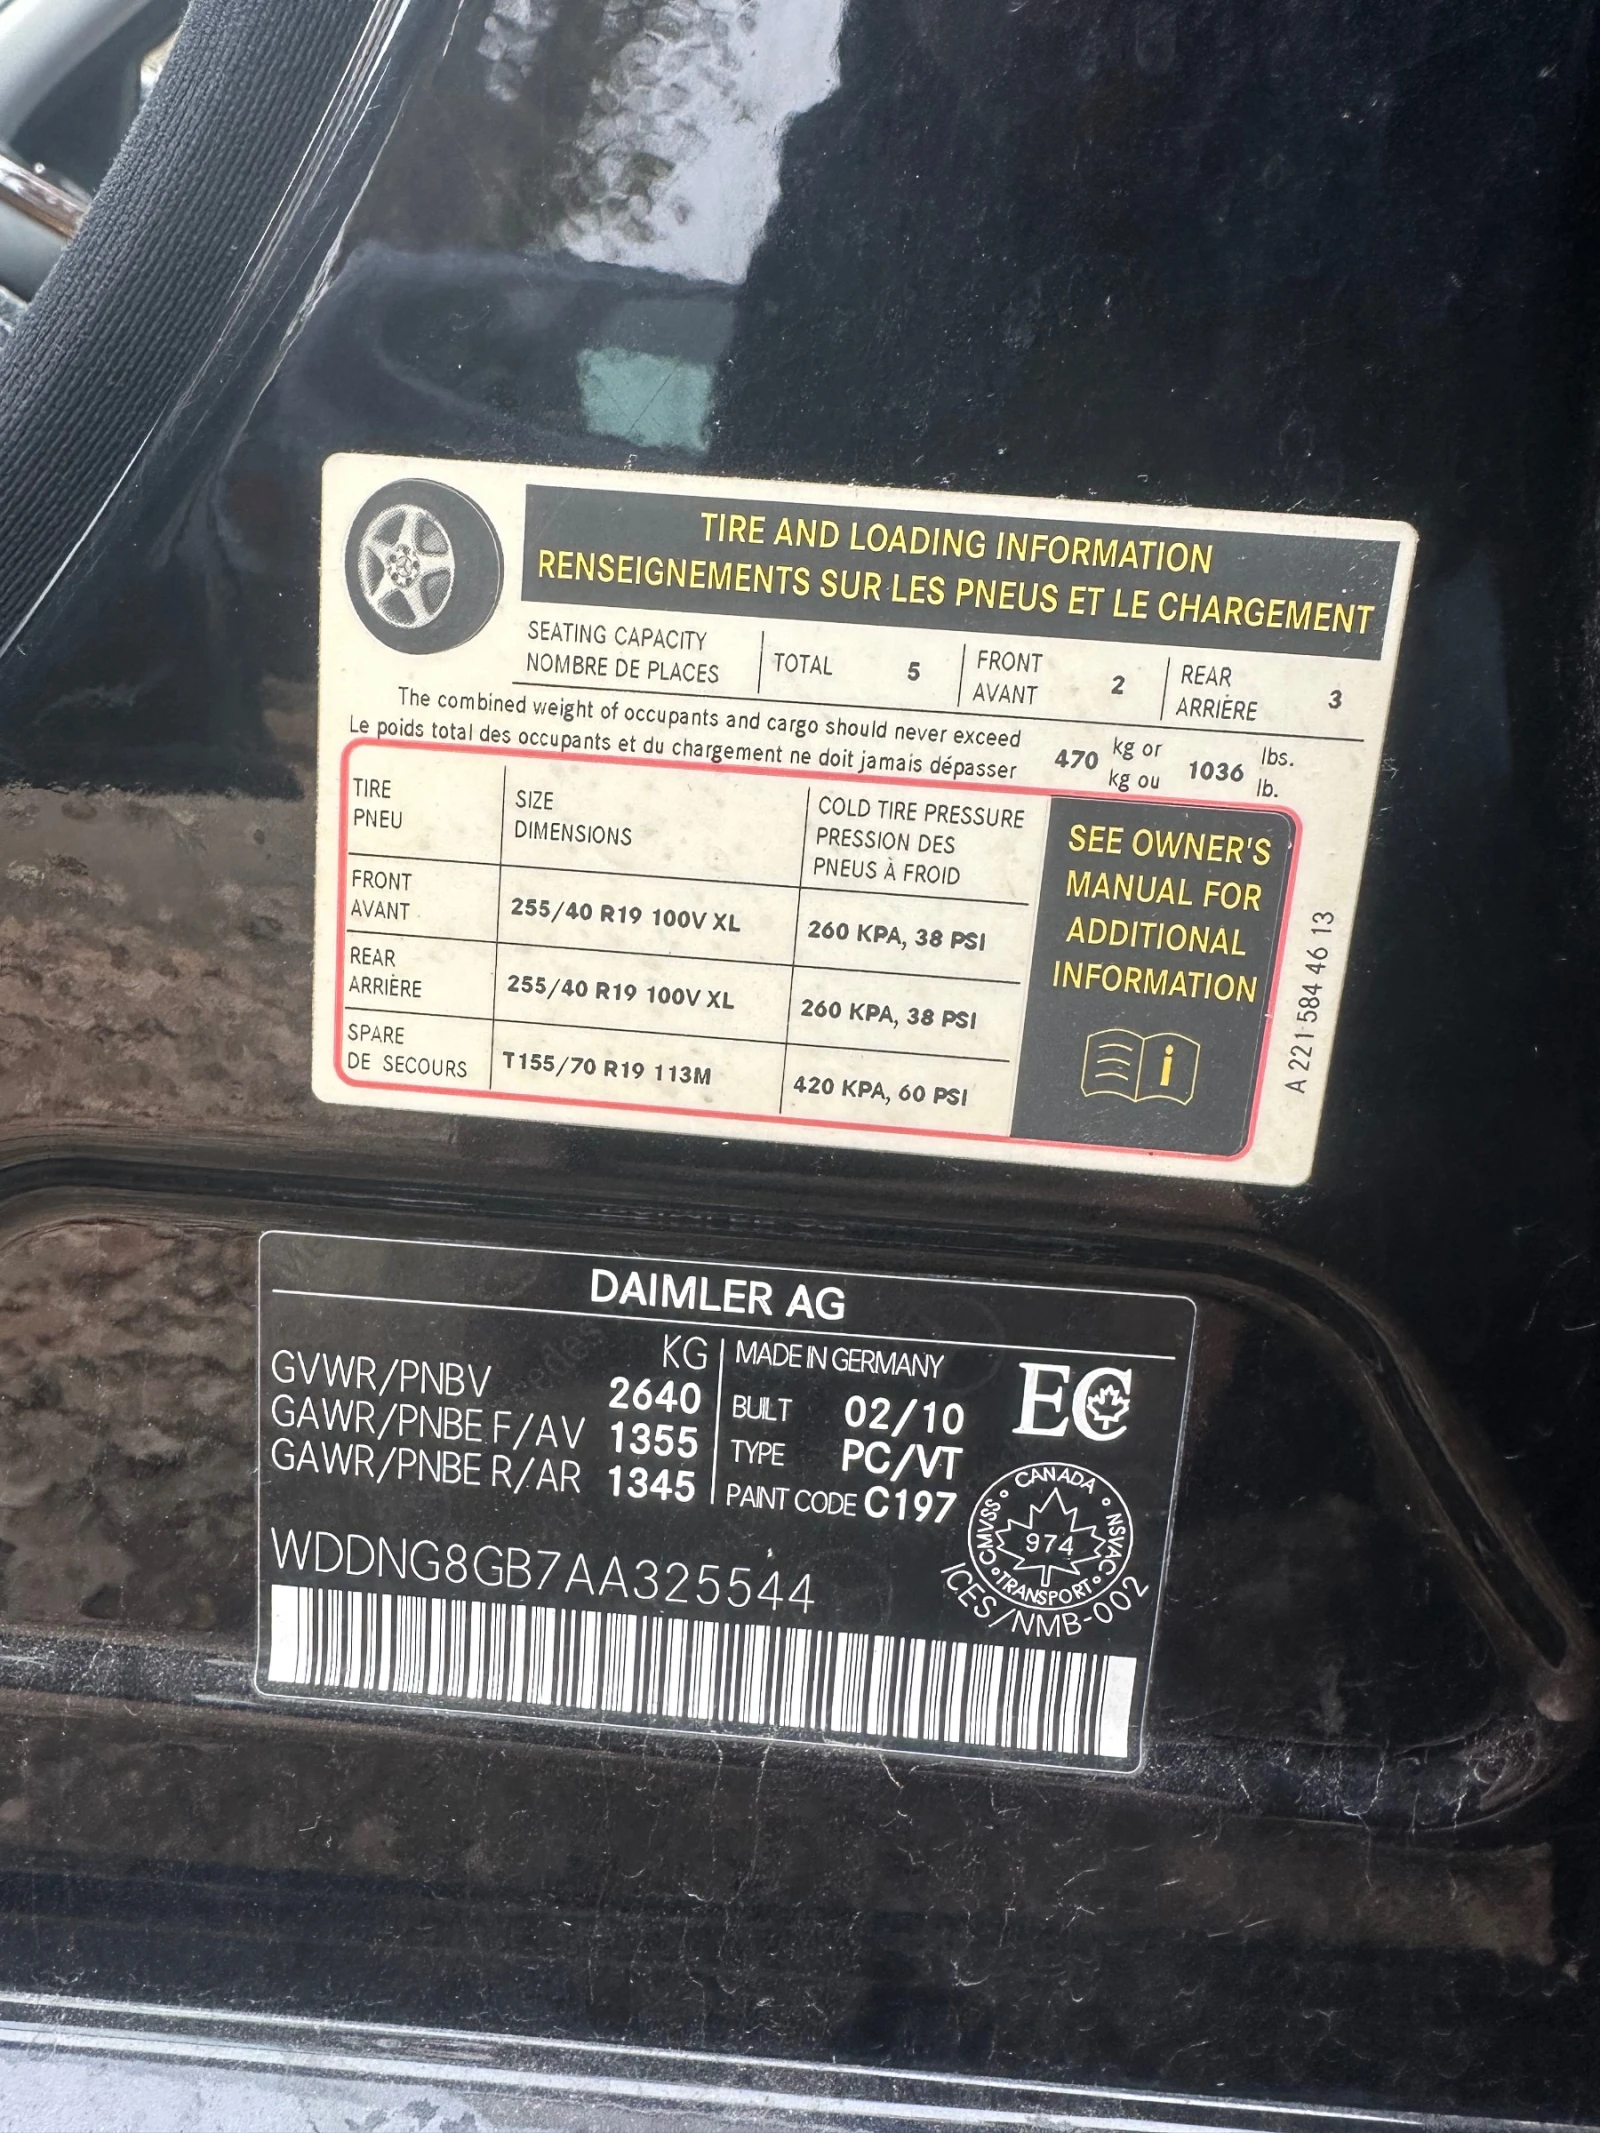 TIRE AND LOADING INFORMATION
RENSEIGNEMENTS SUR LES PNEUS ET LE CHARGEMENT
SEATING CAPACITY
NOMBRE DE PLACES
TOTAL 5
FRONT
AVANT
2
REAR
ARRIÈRE
3
The combined weight of occupants and cargo should never exceed
Le poids total des occupants et du chargement ne doit jamais dépasser
470
kg or
kg ou
1036
lbs.
lb.
TIRE
PNEU
SIZE
DIMENSIONS
COLD TIRE PRESSURE
PRESSION DES
PNEUS À FROID
FRONT
AVANT
255/40 R19 100V XL
260 KPA, 38 PSI
REAR
ARRIÈRE
255/40 R19 100V XL
260 KPA, 38 PSI
SPARE
DE SECOURS
T155/70 R19 113M
420 KPA, 60 PSI
SEE OWNER'S
MANUAL FOR
ADDITIONAL
INFORMATION
i
A 221 584 46 13
DAIMLER AG
KG
GVWR/PNBV 2640
GAWR/PNBE F/AV 1355
GAWR/PNBE R/AR 1345
MADE IN GERMANY
BUILT 02/10
TYPE PC/VT
PAINT CODE C197
EC
CANADA
NSVAC
TRANSPORT
CMVSS
974
ICES/NMB-002
WDDNG8GB7AA325544